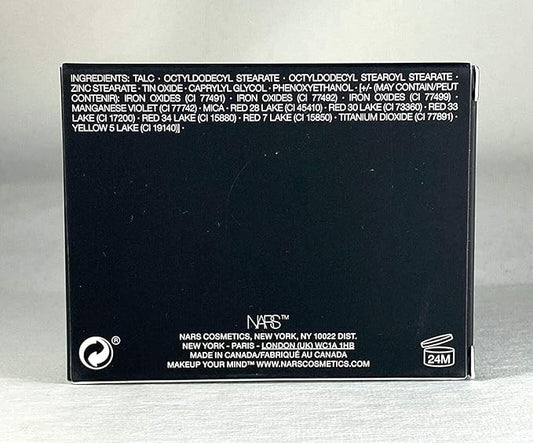 INGREDIENTS: TALC · OCTYLDODECYL STEARATE · OCTYLDODECYL STEAROYL STEARATE ·
ZINC STEARATE · TIN OXIDE · CAPRYLYL GLYCOL · PHENOXYETHANOL · [+/- (MAY CONTAIN/PEUT
CONTENIR): IRON OXIDES (CI 77491) · IRON OXIDES (CI 77492) · IRON OXIDES (CI 77499) ·
MANGANESE VIOLET (CI 77742) · MICA · RED 28 LAKE (CI 45410) · RED 30 LAKE (CI 73360) · RED 33
LAKE (CI 17200) · RED 34 LAKE (CI 15880) · RED 7 LAKE (CI 15850) · TITANIUM DIOXIDE (CI 77891) ·
YELLOW 5 LAKE (CI 19140)] ·
NARS™
NARS COSMETICS, NEW YORK, NY 10022 DIST.
NEW YORK - PARIS - LONDON (UK) WC1A 1HB
MADE IN CANADA/FABRIQUÉ AU CANADA
MAKEUP YOUR MIND™ WWW.NARSCOSMETICS.COM
®
24M